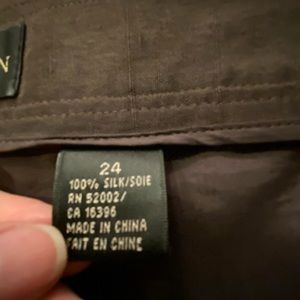 N
24
100% SILK/SOIE
RN 52002/
CA 16396
MADE IN CHINA
FAIT EN CHINE